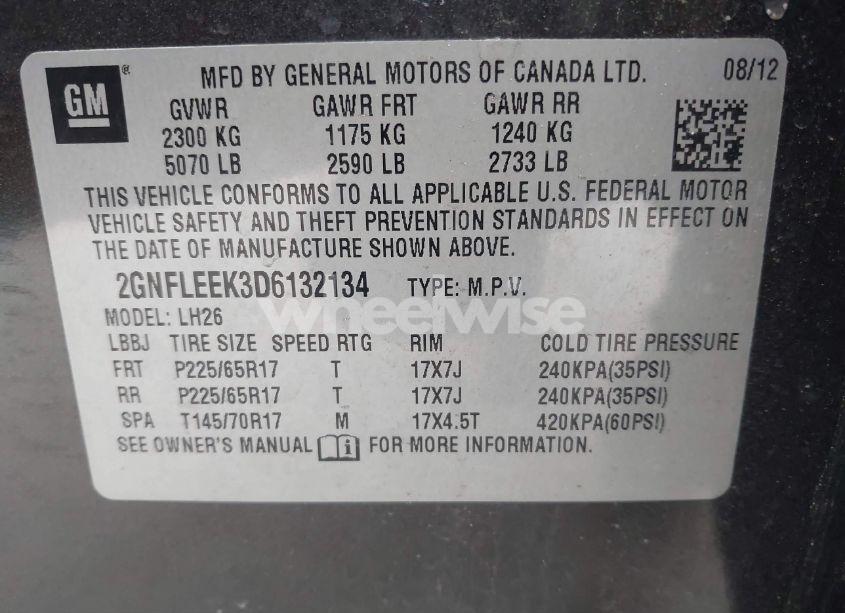 GM® MFD BY GENERAL MOTORS OF CANADA LTD. 08/12
GVWR GAWR FRT GAWR RR
2300 KG 1175 KG 1240 KG
5070 LB 2590 LB 2733 LB
THIS VEHICLE CONFORMS TO ALL APPLICABLE U.S. FEDERAL MOTOR
VEHICLE SAFETY AND THEFT PREVENTION STANDARDS IN EFFECT ON
THE DATE OF MANUFACTURE SHOWN ABOVE.
2GNFLEEK3D6132134 TYPE: M.P.V.
wheelwise
MODEL: LH26
LBBJ TIRE SIZE SPEED RTG RIM COLD TIRE PRESSURE
FRT P225/65R17 T 17X7J 240KPA(35PSI)
RR P225/65R17 T 17X7J 240KPA(35PSI)
SPA T145/70R17 M 17X4.5T 420KPA(60PSI)
SEE OWNER'S MANUAL i FOR MORE INFORMATION.